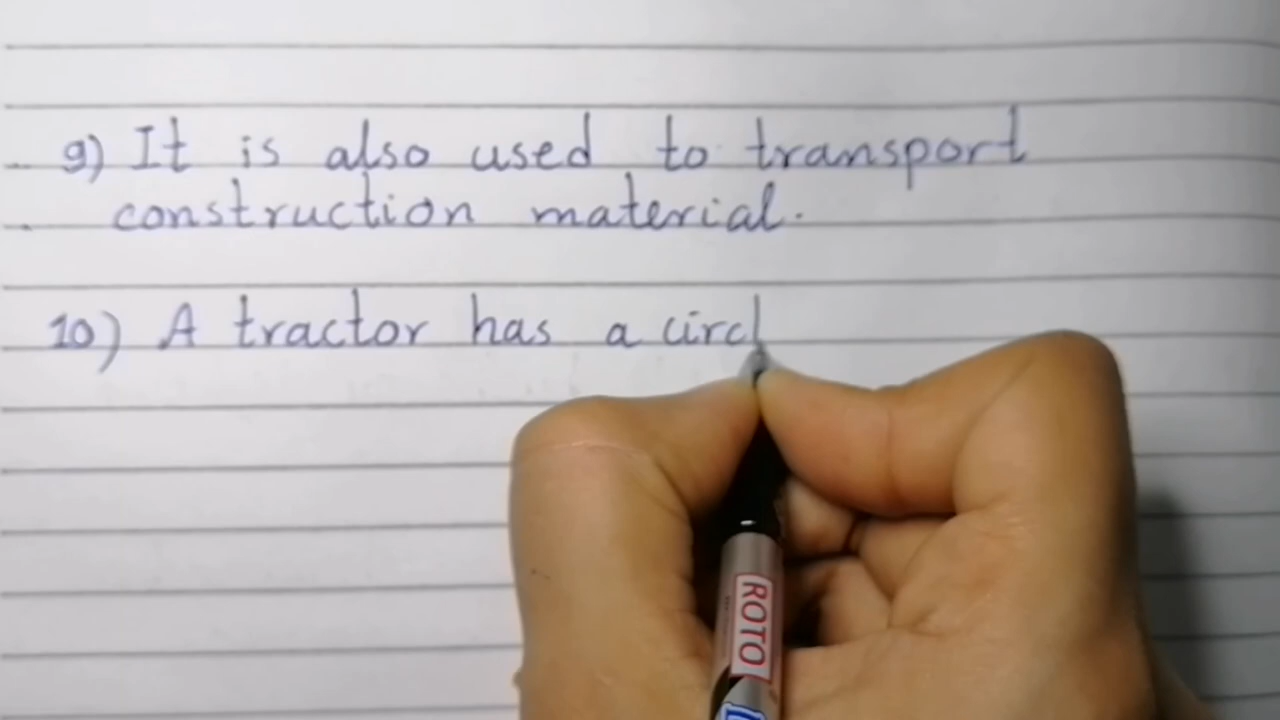 9) It is also used to transport
construction material.
10) A tractor has a circl
ROTO